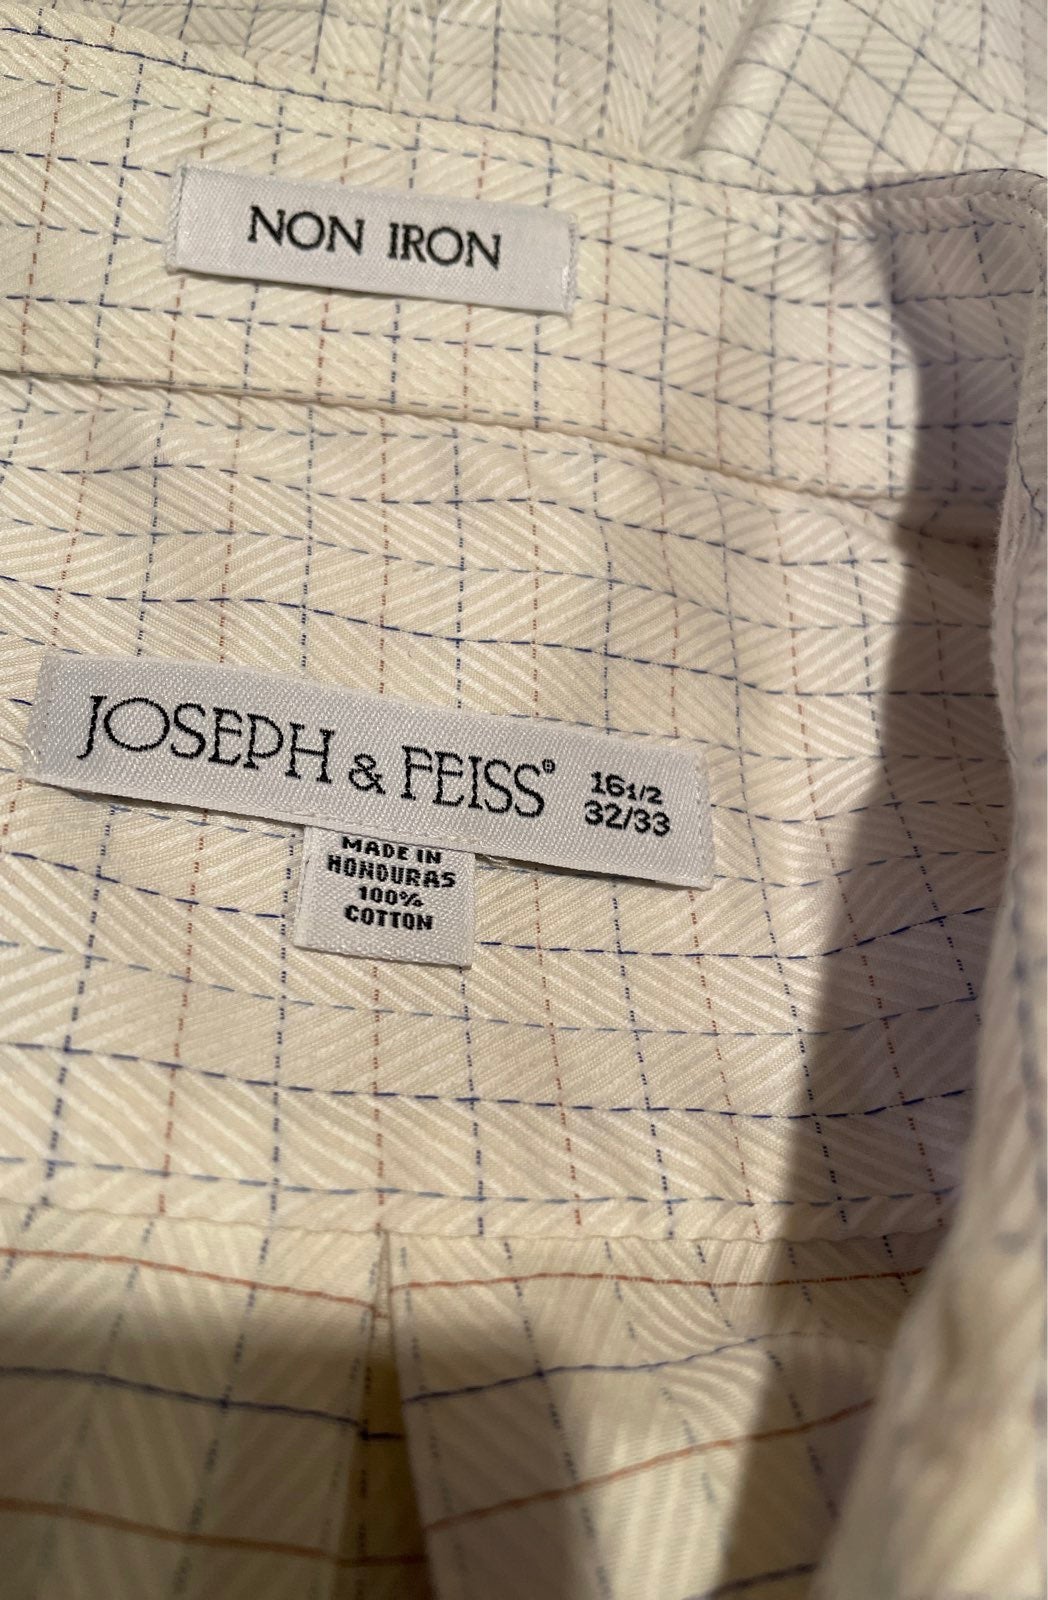 NON IRON
JOSEPH & FEISS®
16 1/2
32/33
MADE IN
HONDURAS
100%
COTTON